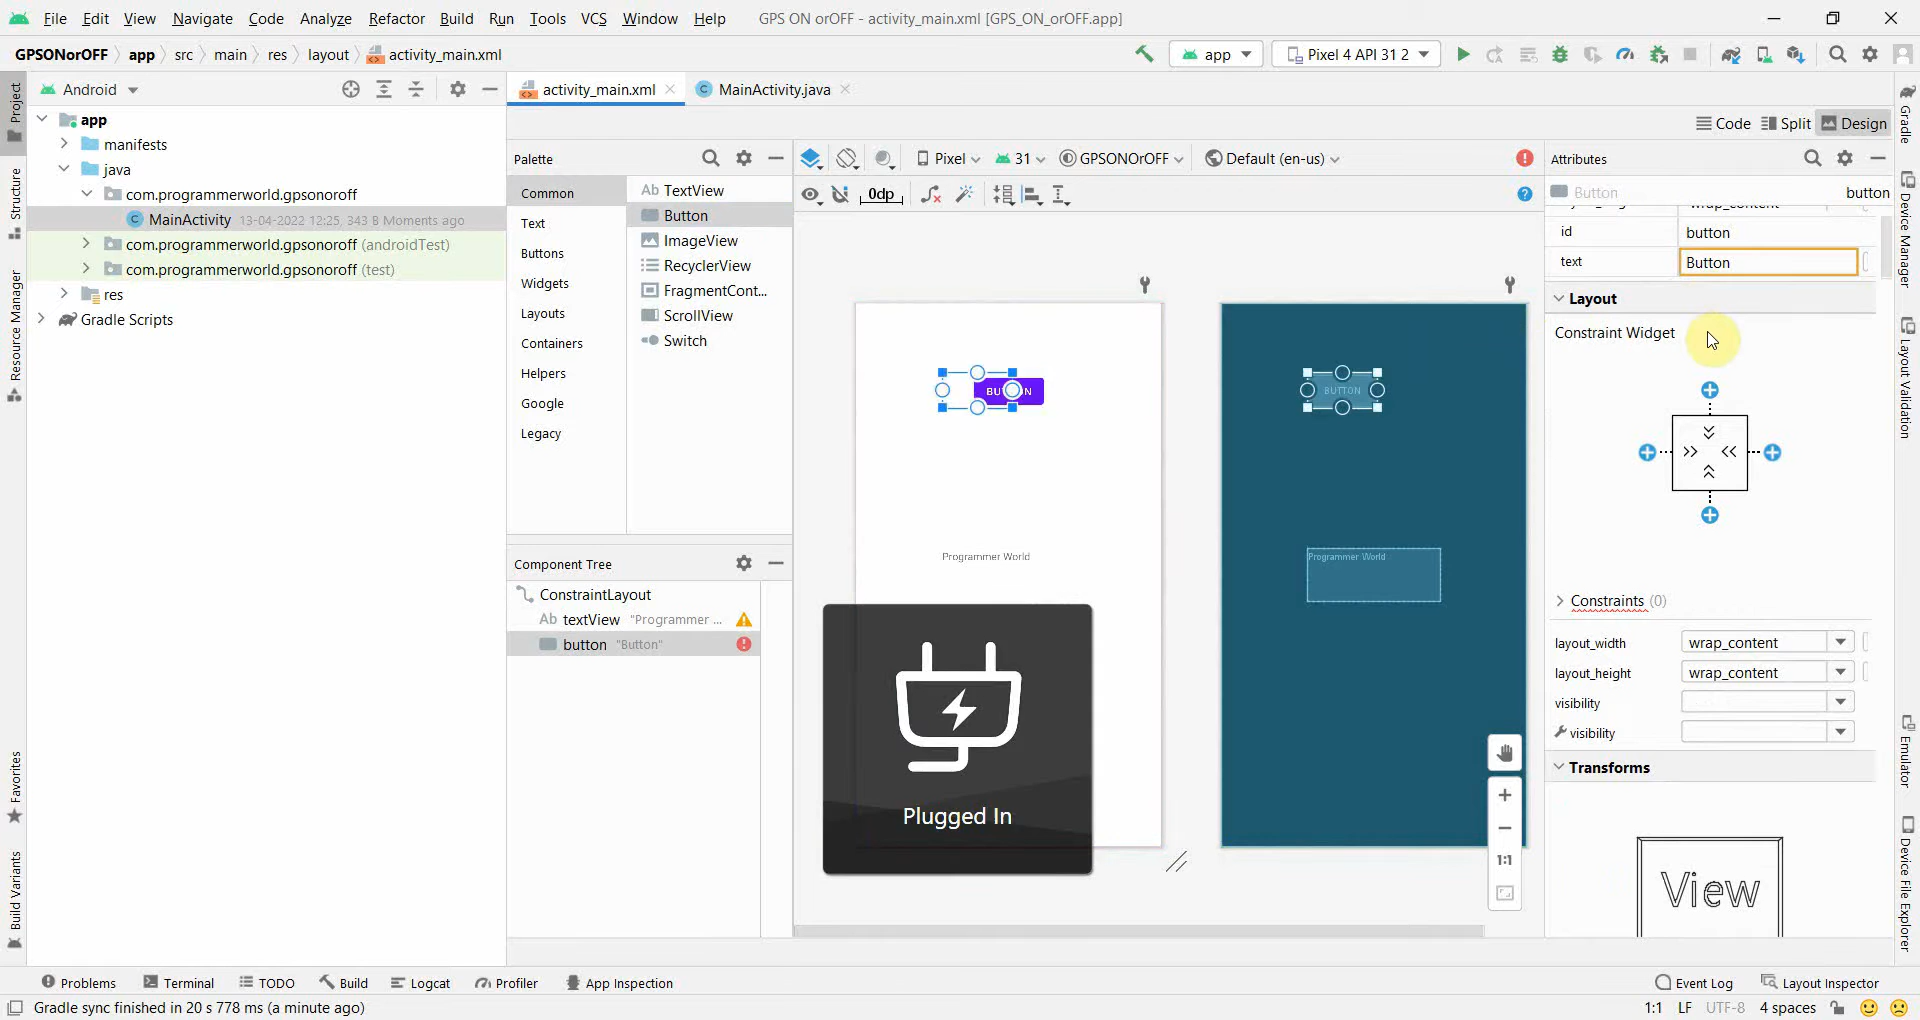 File Edit View Navigate Code Analyze Refactor Build Run Tools VCS Window Help GPS ON orOFF - activity_main.xml [GPS_ON_orOFF.app]
GPSONorOFF app src main res layout activity_main.xml app Pixel 4 API 31 2
Project
Structure
Resource Manager
Favorites
Build Variants
Android
app
manifests
java
com.programmerworld.gpsonoroff
MainActivity 13-04-2022 12:25, 343 B Moments ago
com.programmerworld.gpsonoroff (androidTest)
com.programmerworld.gpsonoroff (test)
res
Gradle Scripts
activity_main.xml MainActivity.java
Code Split Design
Palette
Common
Text
Buttons
Widgets
Layouts
Containers
Helpers
Google
Legacy
Ab TextView
Button
ImageView
RecyclerView
FragmentCont...
ScrollView
Switch
Component Tree
ConstraintLayout
Ab textView "Programmer ...
button "Button"
Pixel 31 GPSONOrOFF Default (en-us)
0dp
BUTTON
Programmer World
BUTTON
Programmer World
Plugged In
1:1
Attributes
Button button
id button
text Button
Layout
Constraint Widget
Constraints (0)
layout_width wrap_content
layout_height wrap_content
visibility
visibility
Transforms
View
Gradle
Device Manager
Layout Validation
Emulator
Device File Explorer
Problems Terminal TODO Build Logcat Profiler App Inspection Event Log Layout Inspector
Gradle sync finished in 20 s 778 ms (a minute ago) 1:1 LF UTF-8 4 spaces